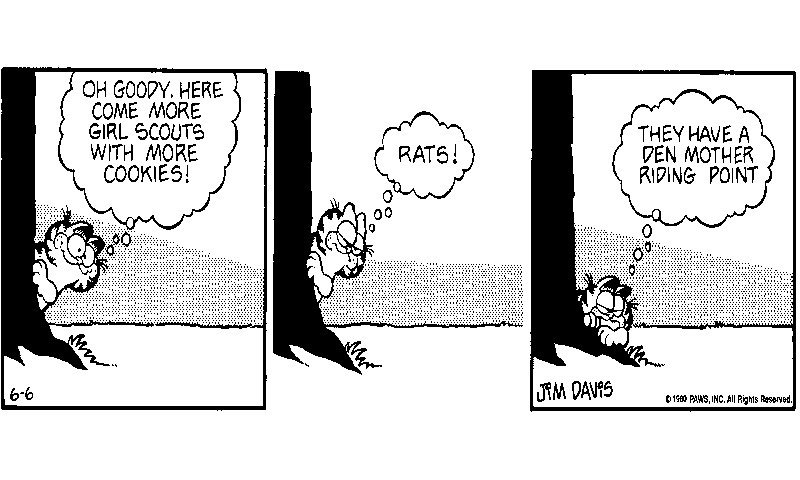 OH GOODY. HERE
COME MORE
GIRL SCOUTS
WITH MORE
COOKIES!
6-6
RATS!
THEY HAVE A
DEN MOTHER
RIDING POINT
JIM DAVIS
© 1980 PAWS, INC. All Rights Reserved.